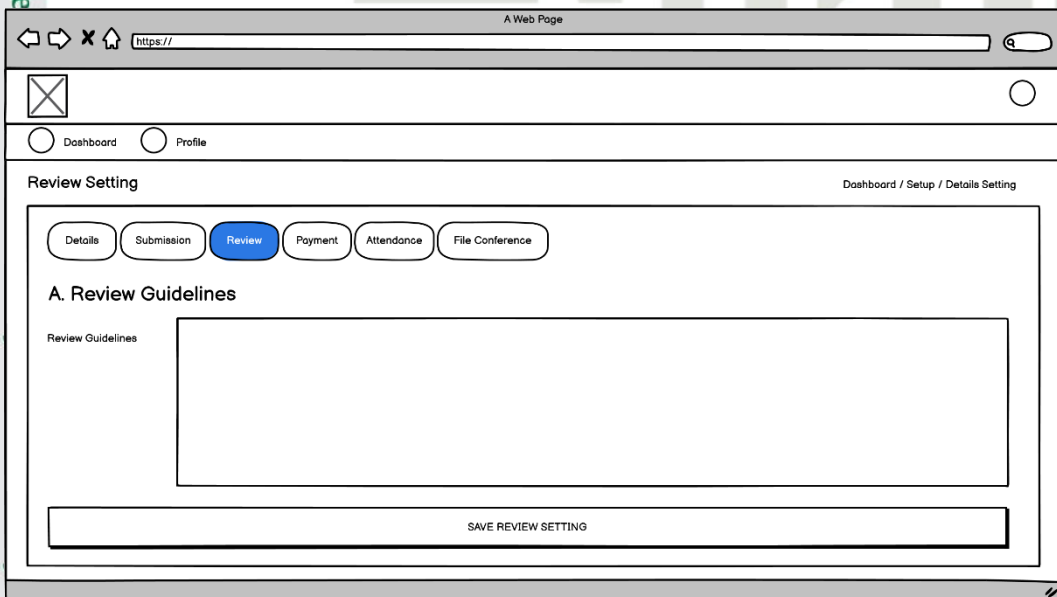 A Web Page
https://
Dashboard
Profile
Review Setting
Dashboard / Setup / Details Setting
Details
Submission
Review
Payment
Attendance
File Conference
A. Review Guidelines
Review Guidelines
SAVE REVIEW SETTING